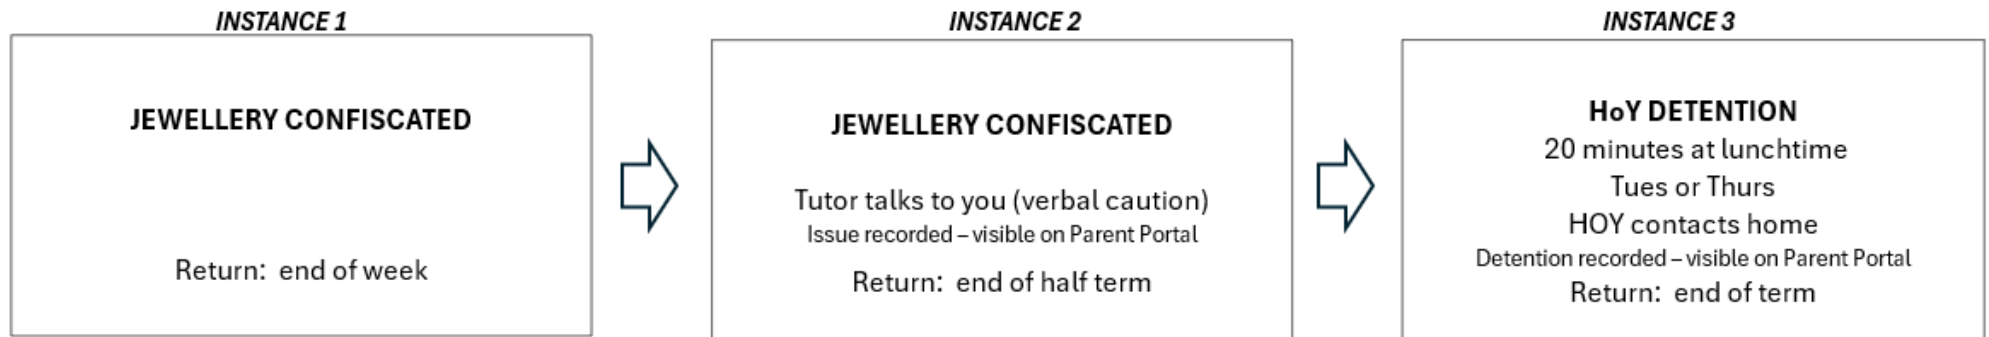 INSTANCE 1
JEWELLERY CONFISCATED
Return: end of week
INSTANCE 2
JEWELLERY CONFISCATED
Tutor talks to you (verbal caution)
Issue recorded – visible on Parent Portal
Return: end of half term
INSTANCE 3
HoY DETENTION
20 minutes at lunchtime
Tues or Thurs
HOY contacts home
Detention recorded – visible on Parent Portal
Return: end of term